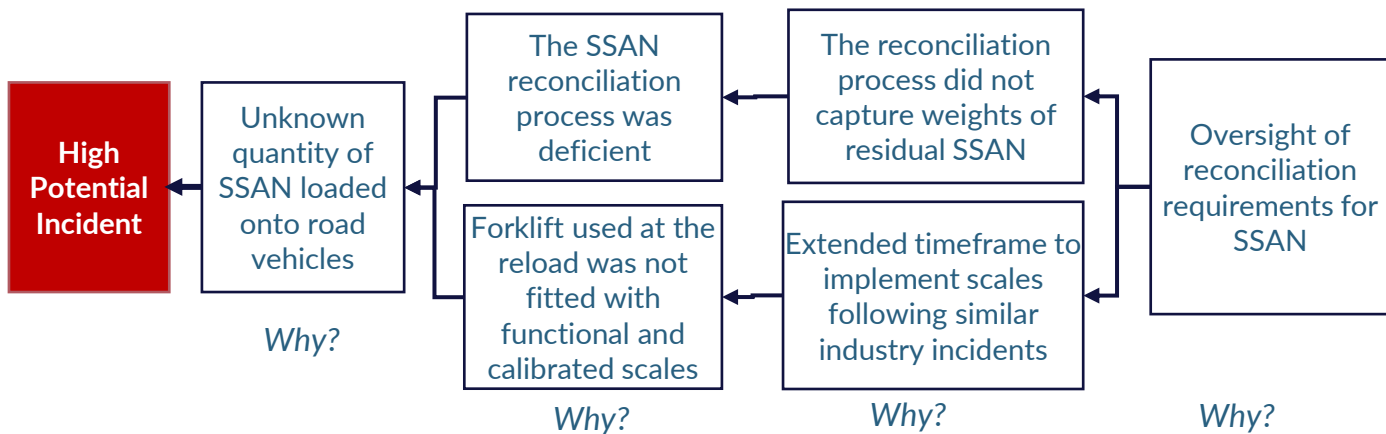 High
Potential
Incident
Unknown
quantity of
SSAN loaded
onto road
vehicles
Why?
The SSAN
reconciliation
process was
deficient
Forklift used at the
reload was not
fitted with
functional and
calibrated scales
Why?
The reconciliation
process did not
capture weights of
residual SSAN
Extended timeframe to
implement scales
following similar
industry incidents
Why?
Oversight of
reconciliation
requirements for
SSAN
Why?